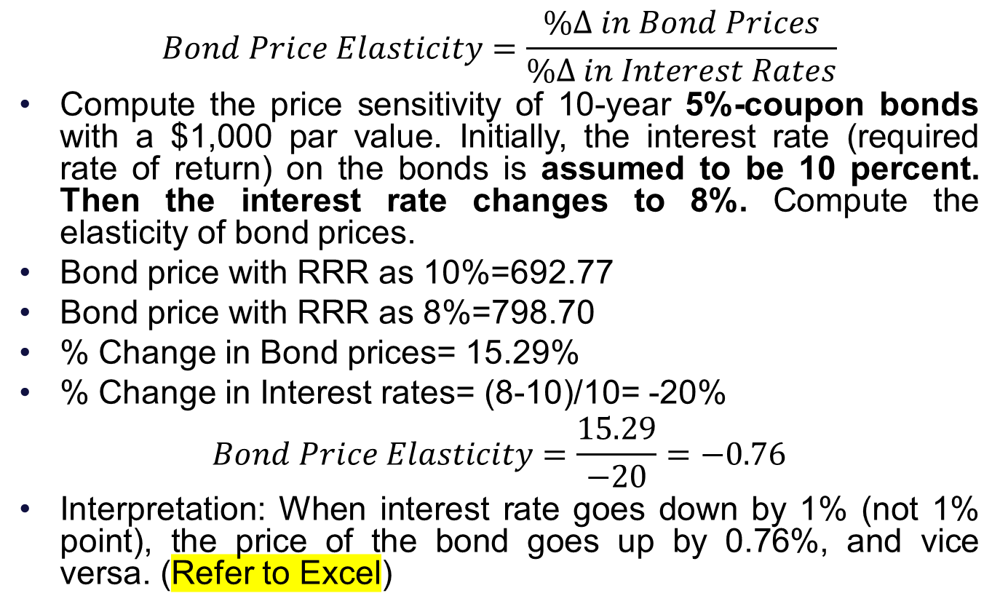 Bond Price Elasticity = %Δ in Bond Prices / %Δ in Interest Rates
• Compute the price sensitivity of 10-year 5%-coupon bonds
with a $1,000 par value. Initially, the interest rate (required
rate of return) on the bonds is assumed to be 10 percent.
Then the interest rate changes to 8%. Compute the
elasticity of bond prices.
• Bond price with RRR as 10%=692.77
• Bond price with RRR as 8%=798.70
• % Change in Bond prices= 15.29%
• % Change in Interest rates= (8-10)/10= -20%
Bond Price Elasticity = 15.29 / −20 = −0.76
• Interpretation: When interest rate goes down by 1% (not 1%
point), the price of the bond goes up by 0.76%, and vice
versa. (Refer to Excel)